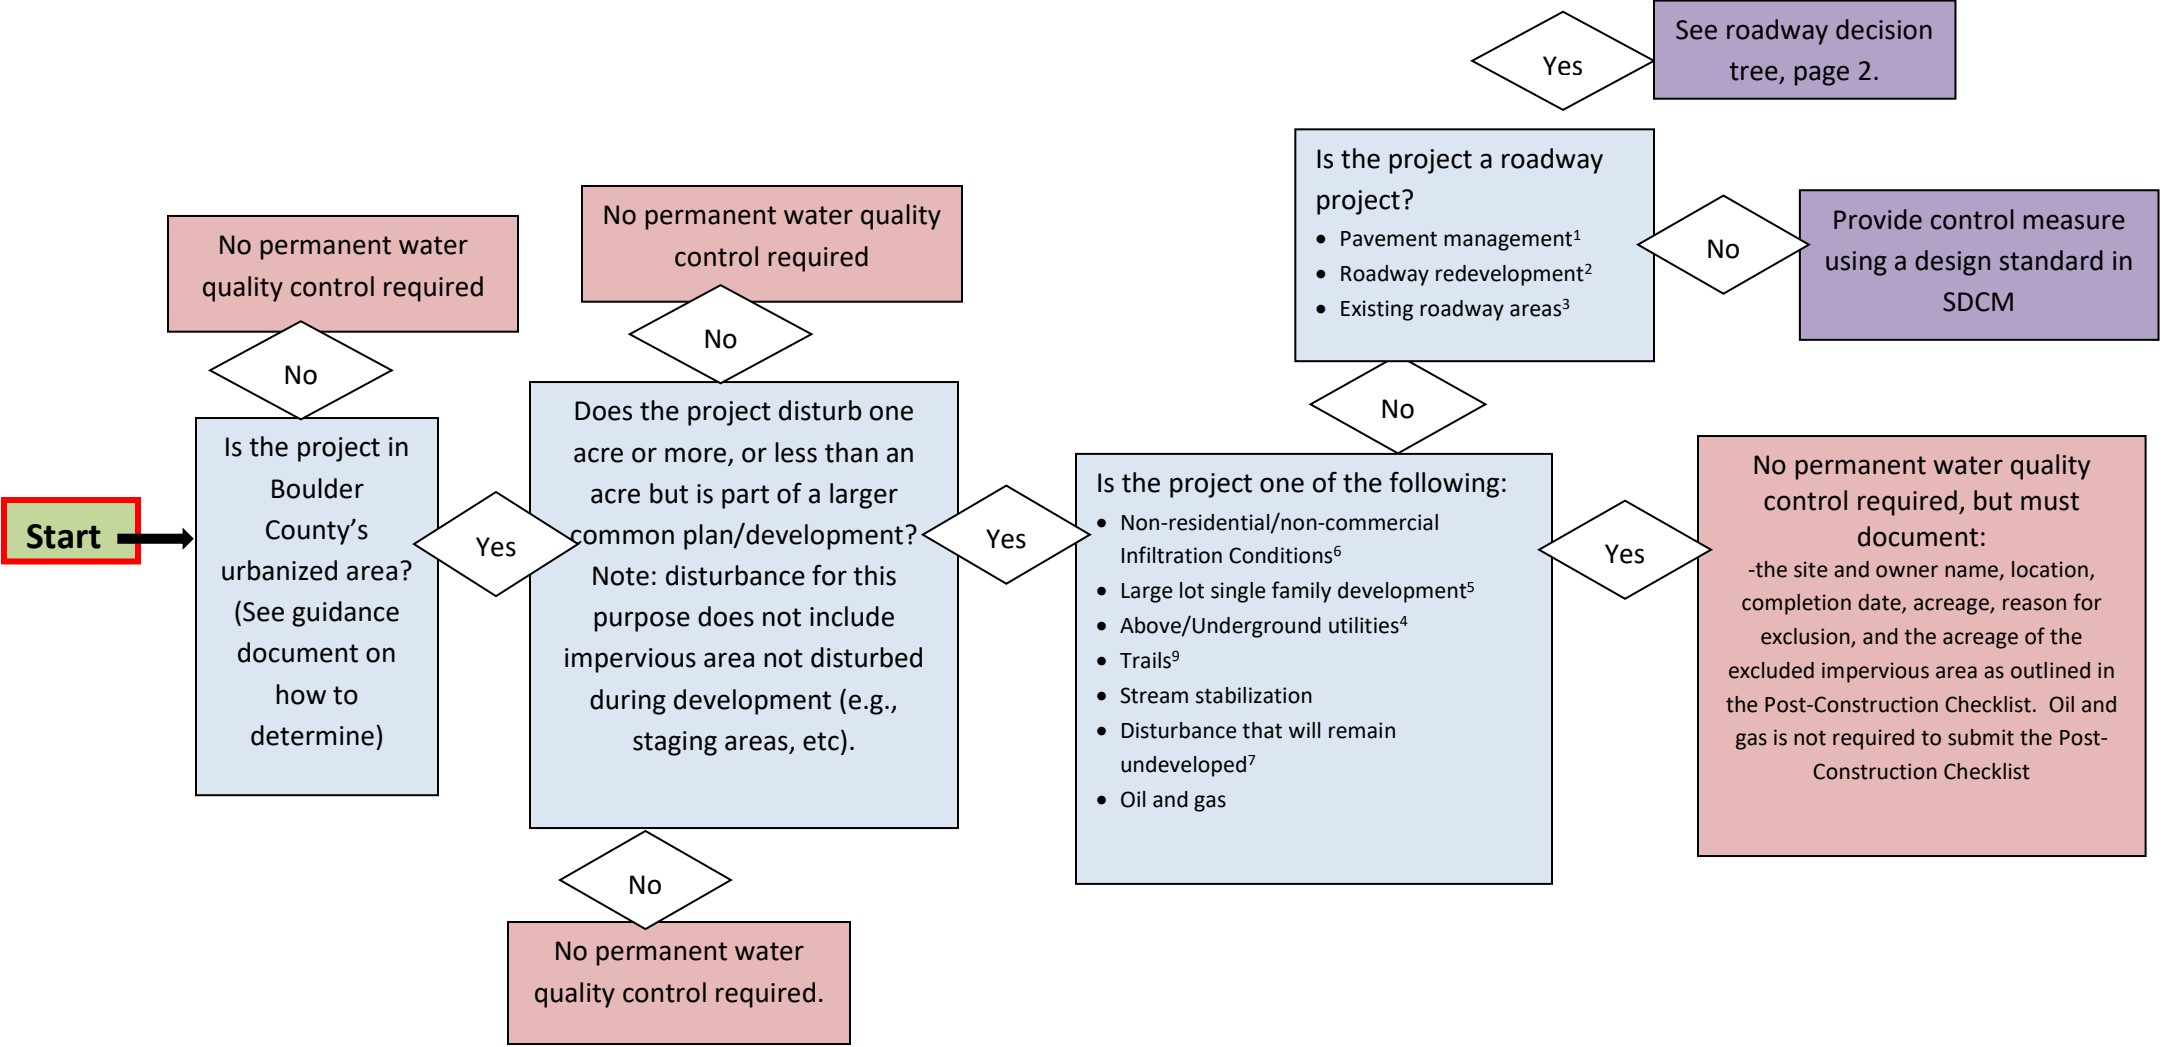 Start
Is the project in
Boulder
County’s
urbanized area?
(See guidance
document on
how to
determine)
No
No permanent water
quality control required
Yes
Does the project disturb one
acre or more, or less than an
acre but is part of a larger
common plan/development?
Note: disturbance for this
purpose does not include
impervious area not disturbed
during development (e.g.,
staging areas, etc).
No
No permanent water quality
control required
No
No permanent water
quality control required.
Yes
Is the project one of the following:
• Non-residential/non-commercial
Infiltration Conditions⁶
• Large lot single family development⁵
• Above/Underground utilities⁴
• Trails⁹
• Stream stabilization
• Disturbance that will remain
undeveloped⁷
• Oil and gas
Yes
No permanent water quality
control required, but must
document:
-the site and owner name, location,
completion date, acreage, reason for
exclusion, and the acreage of the
excluded impervious area as outlined in
the Post-Construction Checklist.  Oil and
gas is not required to submit the Post-
Construction Checklist
No
Is the project a roadway
project?
• Pavement management¹
• Roadway redevelopment²
• Existing roadway areas³
Yes
See roadway decision
tree, page 2.
No
Provide control measure
using a design standard in
SDCM